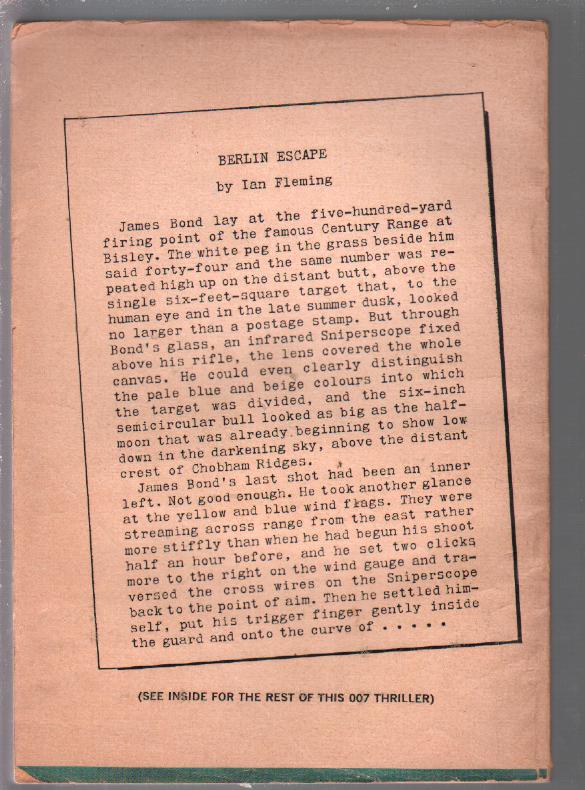 BERLIN ESCAPE
by Ian Fleming
James Bond lay at the five-hundred-yard
firing point of the famous Century Range at
Bisley. The white peg in the grass beside him
said forty-four and the same number was re-
peated high up on the distant butt, above the
single six-feet-square target that, to the
human eye and in the late summer dusk, looked
no larger than a postage stamp. But through
Bond's glass, an infrared Sniperscope fixed
above his rifle, the lens covered the whole
canvas. He could even clearly distinguish
the pale blue and beige colours into which
the target was divided, and the six-inch
semicircular bull looked as big as the half-
moon that was already beginning to show low
down in the darkening sky, above the distant
crest of Chobham Ridges.
James Bond's last shot had been an inner
left. Not good enough. He took another glance
at the yellow and blue wind flags. They were
streaming across range from the east rather
more stiffly than when he had begun his shoot
half an hour before, and he set two clicks
more to the right on the wind gauge and tra-
versed the cross wires on the Sniperscope
back to the point of aim. Then he settled him-
self, put his trigger finger gently inside
the guard and onto the curve of . . . . .
(SEE INSIDE FOR THE REST OF THIS 007 THRILLER)